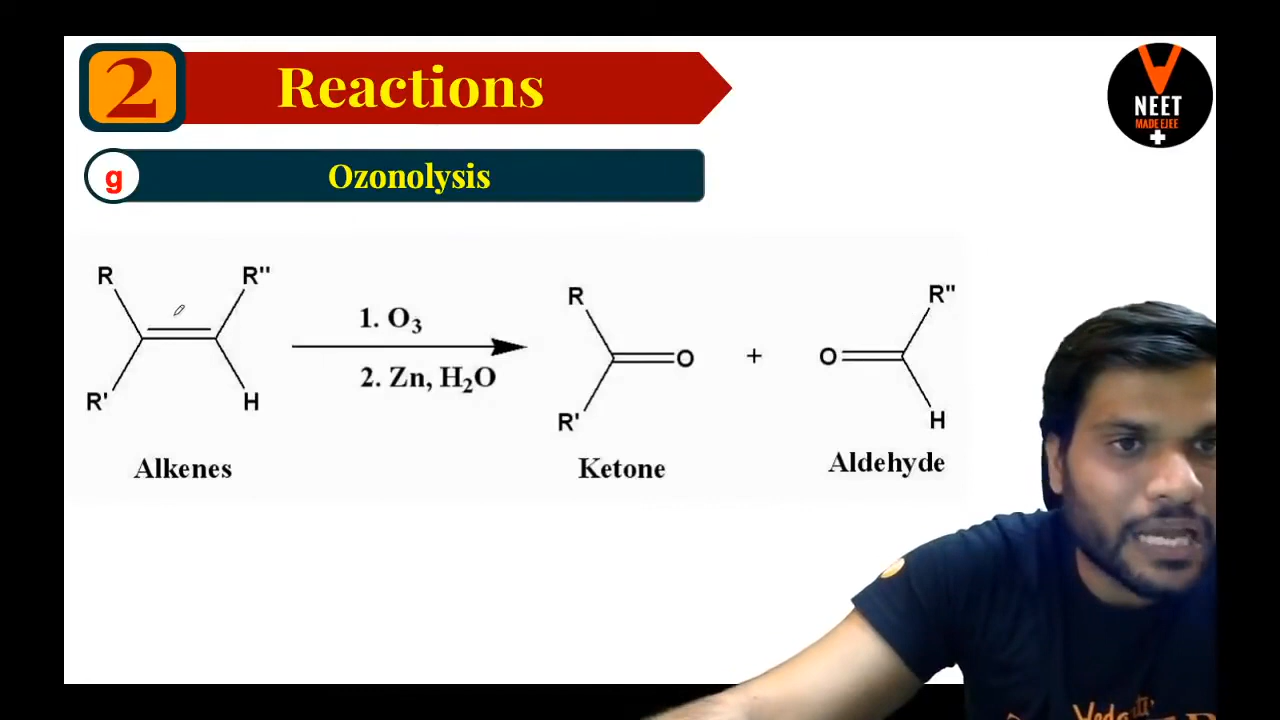 2
Reactions
NEET
MADE EJEE
g
Ozonolysis
R
R"
R'
H
Alkenes
1. O₃
2. Zn, H₂O
R
O
R'
Ketone
+
O
R"
H
Aldehyde